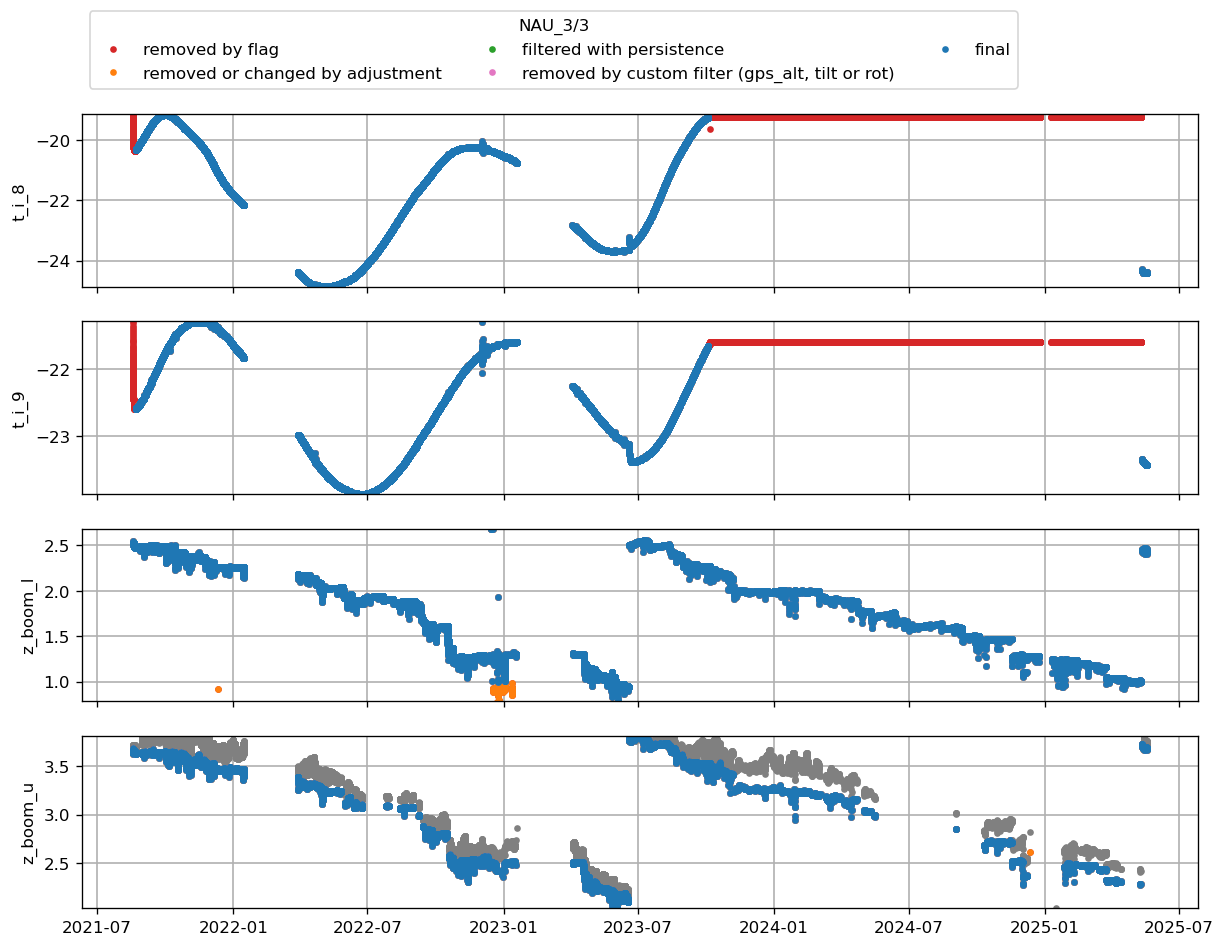 NAU_3/3
removed by flag
filtered with persistence
final
removed or changed by adjustment
removed by custom filter (gps_alt, tilt or rot)
−20
−22
−24
t_i_8
−22
−23
t_i_9
2.5
2.0
1.5
1.0
z_boom_l
3.5
3.0
2.5
z_boom_u
2021-07
2022-01
2022-07
2023-01
2023-07
2024-01
2024-07
2025-01
2025-07